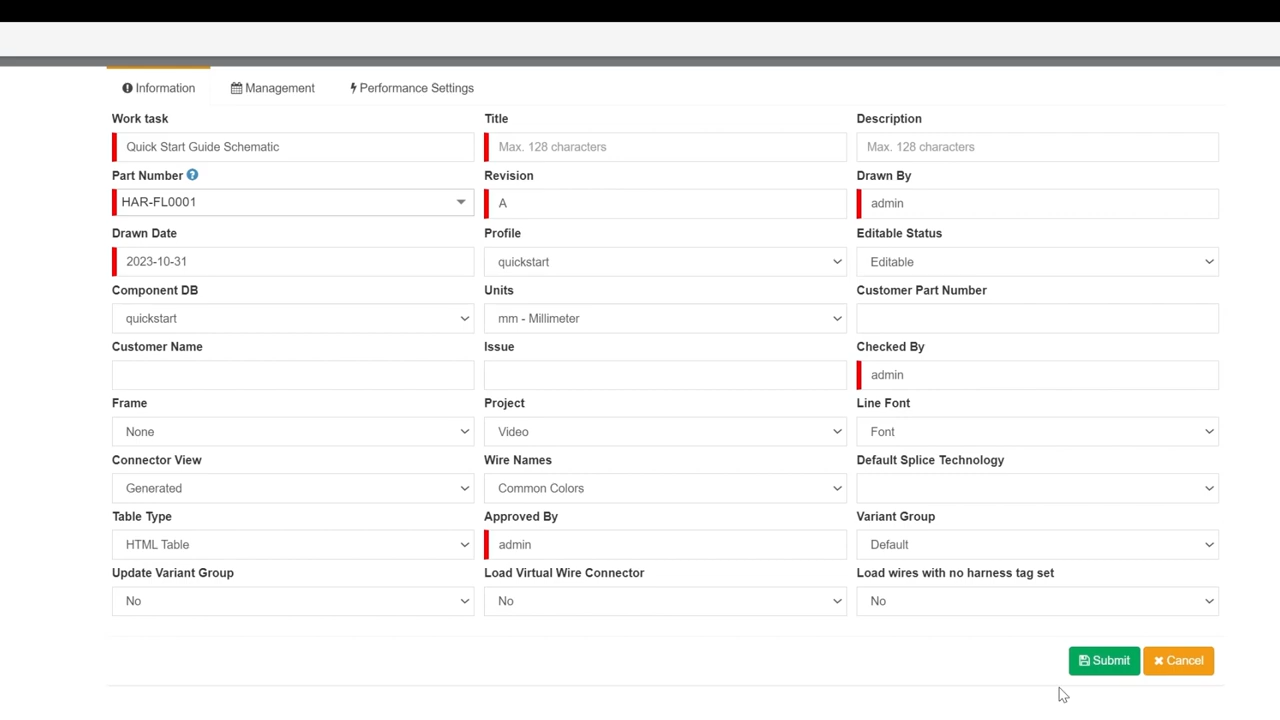 Information Management Performance Settings
Work task Title Description
Quick Start Guide Schematic Max. 128 characters Max. 128 characters
Part Number ? Revision Drawn By
HAR-FL0001 A admin
Drawn Date Profile Editable Status
2023-10-31 quickstart Editable
Component DB Units Customer Part Number
quickstart mm - Millimeter
Customer Name Issue Checked By
admin
Frame Project Line Font
None Video Font
Connector View Wire Names Default Splice Technology
Generated Common Colors
Table Type Approved By Variant Group
HTML Table admin Default
Update Variant Group Load Virtual Wire Connector Load wires with no harness tag set
No No No
Submit Cancel